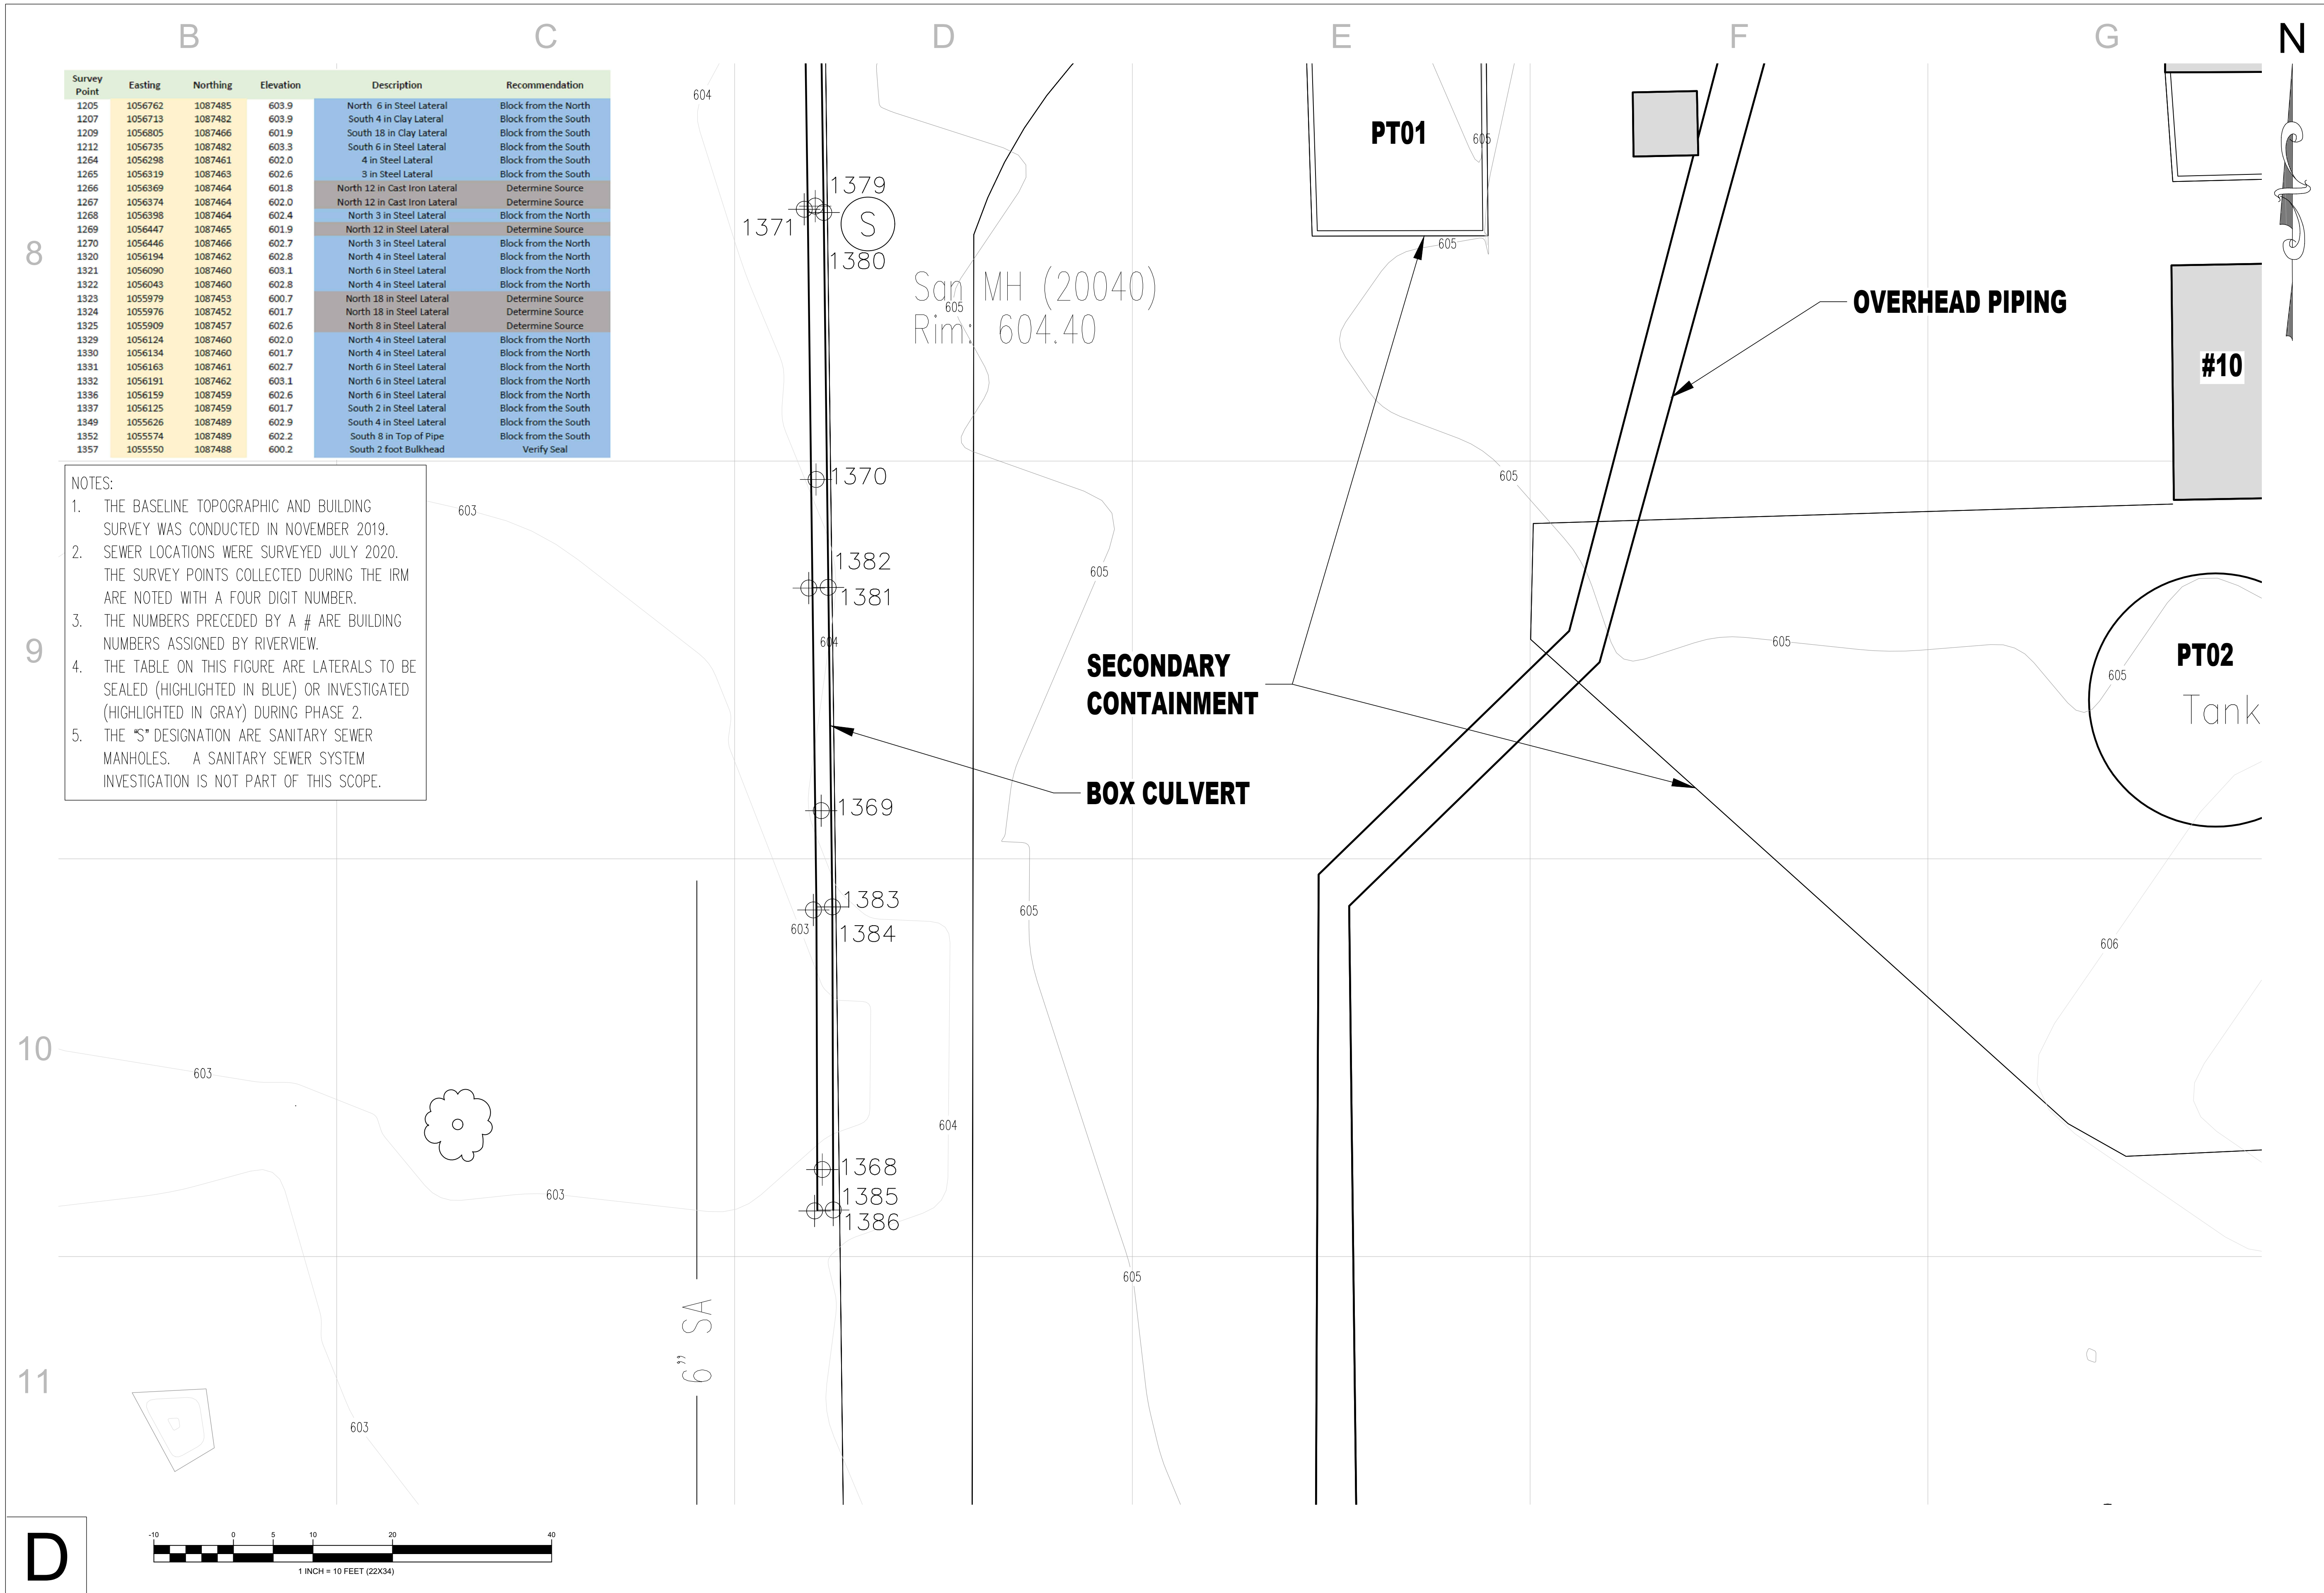 B C D E F G N
Survey Point Easting Northing Elevation Description Recommendation
1205 1056762 1087485 603.9 North 6 in Steel Lateral Block from the North
1207 1056713 1087482 603.9 South 4 in Clay Lateral Block from the South
1209 1056805 1087466 601.9 South 18 in Clay Lateral Block from the South
1212 1056735 1087482 603.3 South 6 in Steel Lateral Block from the South
1264 1056298 1087461 602.0 4 in Steel Lateral Block from the South
1265 1056319 1087463 602.6 3 in Steel Lateral Block from the South
1266 1056369 1087464 601.8 North 12 in Cast Iron Lateral Determine Source
1267 1056374 1087464 602.0 North 12 in Cast Iron Lateral Determine Source
1268 1056398 1087464 602.4 North 3 in Steel Lateral Block from the North
1269 1056447 1087465 601.9 North 12 in Steel Lateral Determine Source
1270 1056446 1087466 602.7 North 3 in Steel Lateral Block from the North
1320 1056194 1087462 602.8 North 4 in Steel Lateral Block from the North
1321 1056090 1087460 603.1 North 6 in Steel Lateral Block from the North
1322 1056043 1087460 602.8 North 4 in Steel Lateral Block from the North
1323 1055979 1087453 600.7 North 18 in Steel Lateral Determine Source
1324 1055976 1087452 601.7 North 18 in Steel Lateral Determine Source
1325 1055909 1087457 602.6 North 8 in Steel Lateral Determine Source
1329 1056124 1087460 602.0 North 4 in Steel Lateral Block from the North
1330 1056134 1087460 601.7 North 4 in Steel Lateral Block from the North
1331 1056163 1087461 602.7 North 6 in Steel Lateral Block from the North
1332 1056191 1087462 603.1 North 6 in Steel Lateral Block from the North
1336 1056159 1087459 602.6 North 6 in Steel Lateral Block from the North
1337 1056125 1087459 601.7 South 2 in Steel Lateral Block from the South
1349 1055626 1087489 602.9 South 4 in Steel Lateral Block from the South
1352 1055574 1087489 602.2 South 8 in Top of Pipe Block from the South
1357 1055550 1087488 600.2 South 2 foot Bulkhead Verify Seal
NOTES:
1. THE BASELINE TOPOGRAPHIC AND BUILDING
SURVEY WAS CONDUCTED IN NOVEMBER 2019.
2. SEWER LOCATIONS WERE SURVEYED JULY 2020.
THE SURVEY POINTS COLLECTED DURING THE IRM
ARE NOTED WITH A FOUR DIGIT NUMBER.
3. THE NUMBERS PRECEDED BY A # ARE BUILDING
NUMBERS ASSIGNED BY RIVERVIEW.
4. THE TABLE ON THIS FIGURE ARE LATERALS TO BE
SEALED (HIGHLIGHTED IN BLUE) OR INVESTIGATED
(HIGHLIGHTED IN GRAY) DURING PHASE 2.
5. THE "S" DESIGNATION ARE SANITARY SEWER
MANHOLES. A SANITARY SEWER SYSTEM
INVESTIGATION IS NOT PART OF THIS SCOPE.
604
PT01
605
1379
1371
S
1380
605
8
San MH (20040)
605
Rim: 604.40
OVERHEAD PIPING
#10
1370
605
603
1382
605
1381
604
605
9
SECONDARY
CONTAINMENT
PT02
605
Tank
BOX CULVERT
1369
1383
605
603
1384
606
10
603
604
1368
603
1385
1386
605
6" SA
11
603
D
-10 0 5 10 20 40
1 INCH = 10 FEET (22X34)